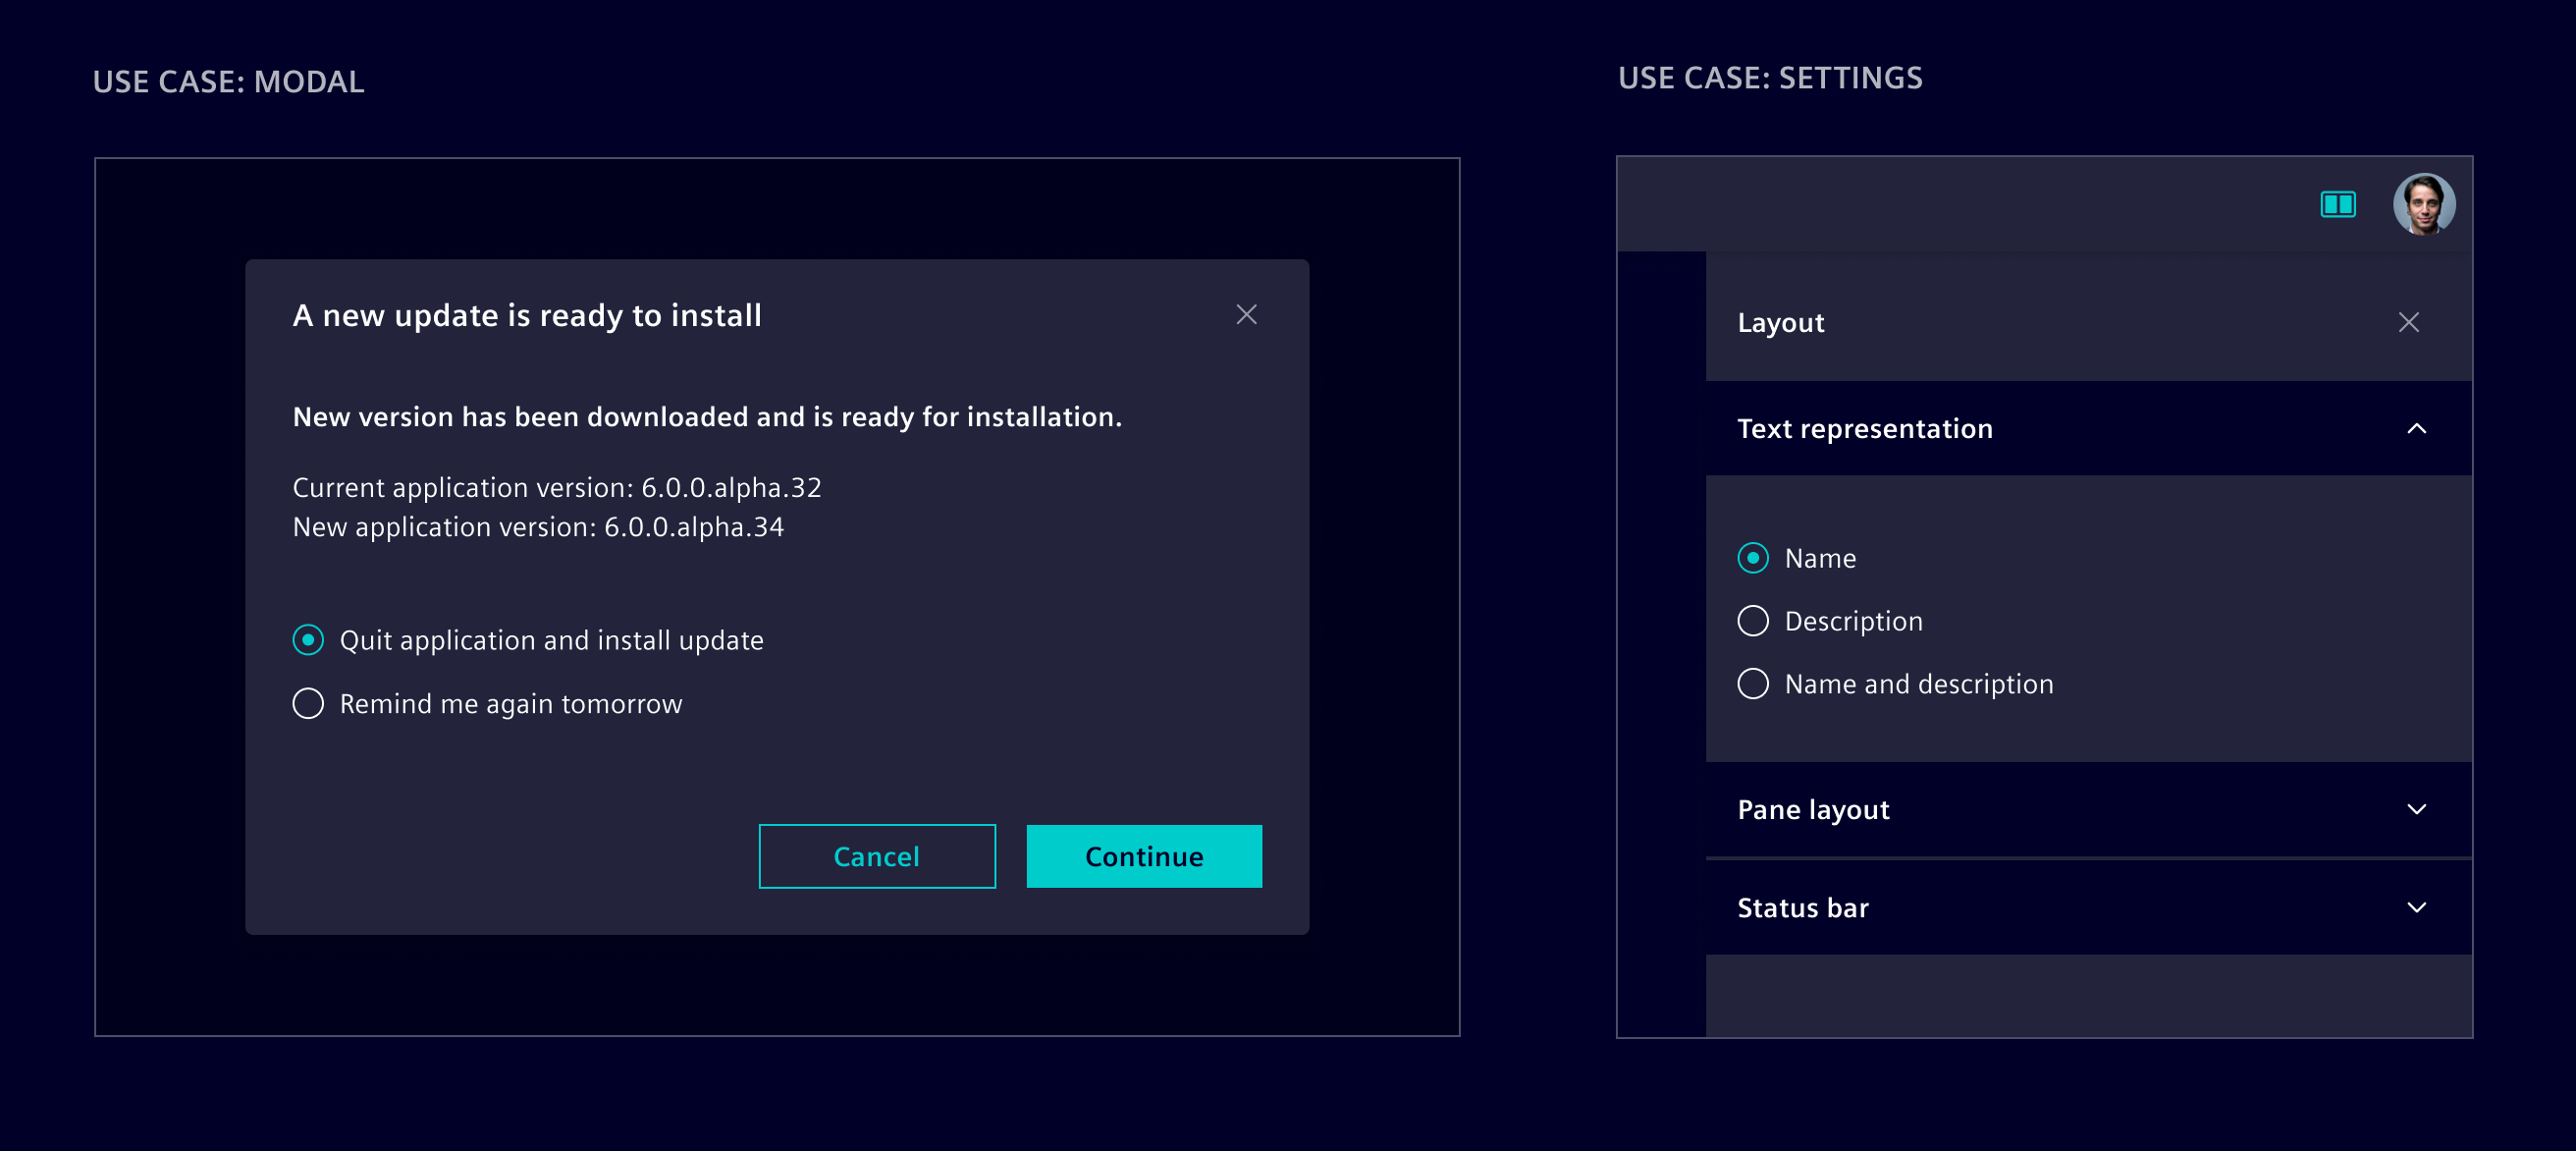 USE CASE: MODAL
A new update is ready to install
New version has been downloaded and is ready for installation.
Current application version: 6.0.0.alpha.32
New application version: 6.0.0.alpha.34
Quit application and install update
Remind me again tomorrow
Cancel
Continue
USE CASE: SETTINGS
Layout
Text representation
Name
Description
Name and description
Pane layout
Status bar